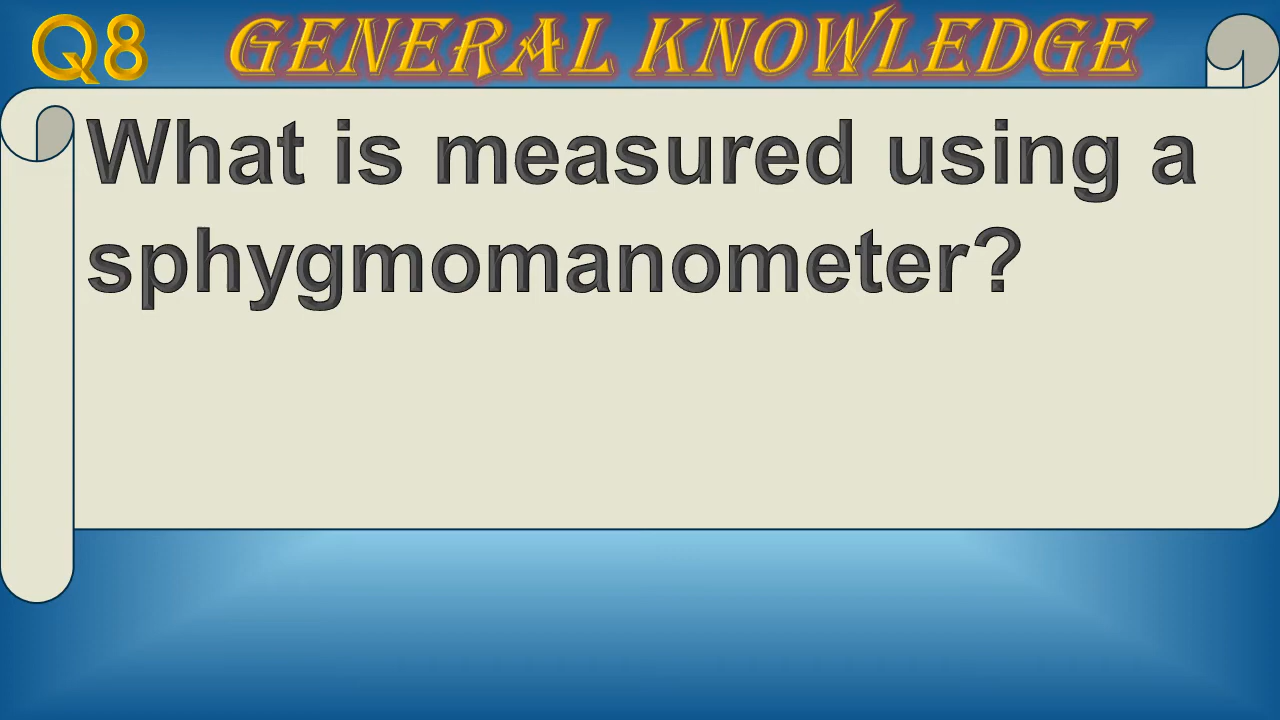 Q8 GENERAL KNOWLEDGE
What is measured using a
sphygmomanometer?